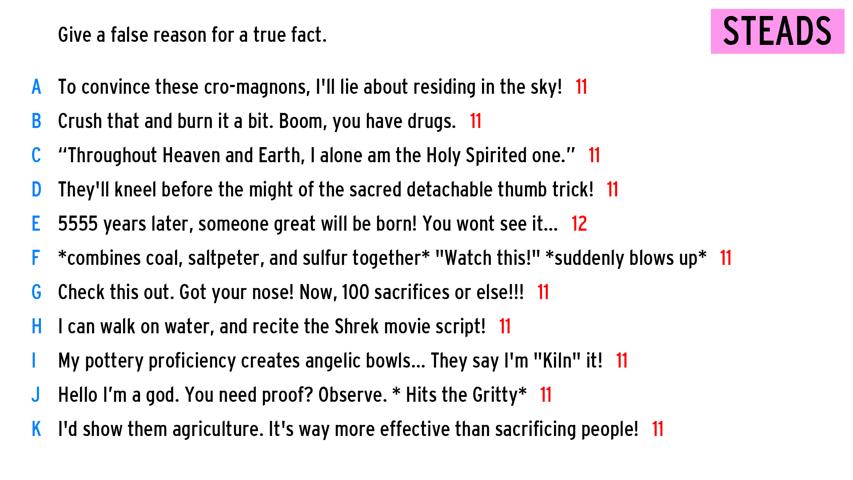 Give a false reason for a true fact.
STEADS
A To convince these cro-magnons, I'll lie about residing in the sky! 11
B Crush that and burn it a bit. Boom, you have drugs. 11
C “Throughout Heaven and Earth, I alone am the Holy Spirited one.” 11
D They'll kneel before the might of the sacred detachable thumb trick! 11
E 5555 years later, someone great will be born! You wont see it... 12
F *combines coal, saltpeter, and sulfur together* "Watch this!" *suddenly blows up* 11
G Check this out. Got your nose! Now, 100 sacrifices or else!!! 11
H I can walk on water, and recite the Shrek movie script! 11
I My pottery proficiency creates angelic bowls... They say I'm "Kiln" it! 11
J Hello I’m a god. You need proof? Observe. * Hits the Gritty* 11
K I'd show them agriculture. It's way more effective than sacrificing people! 11